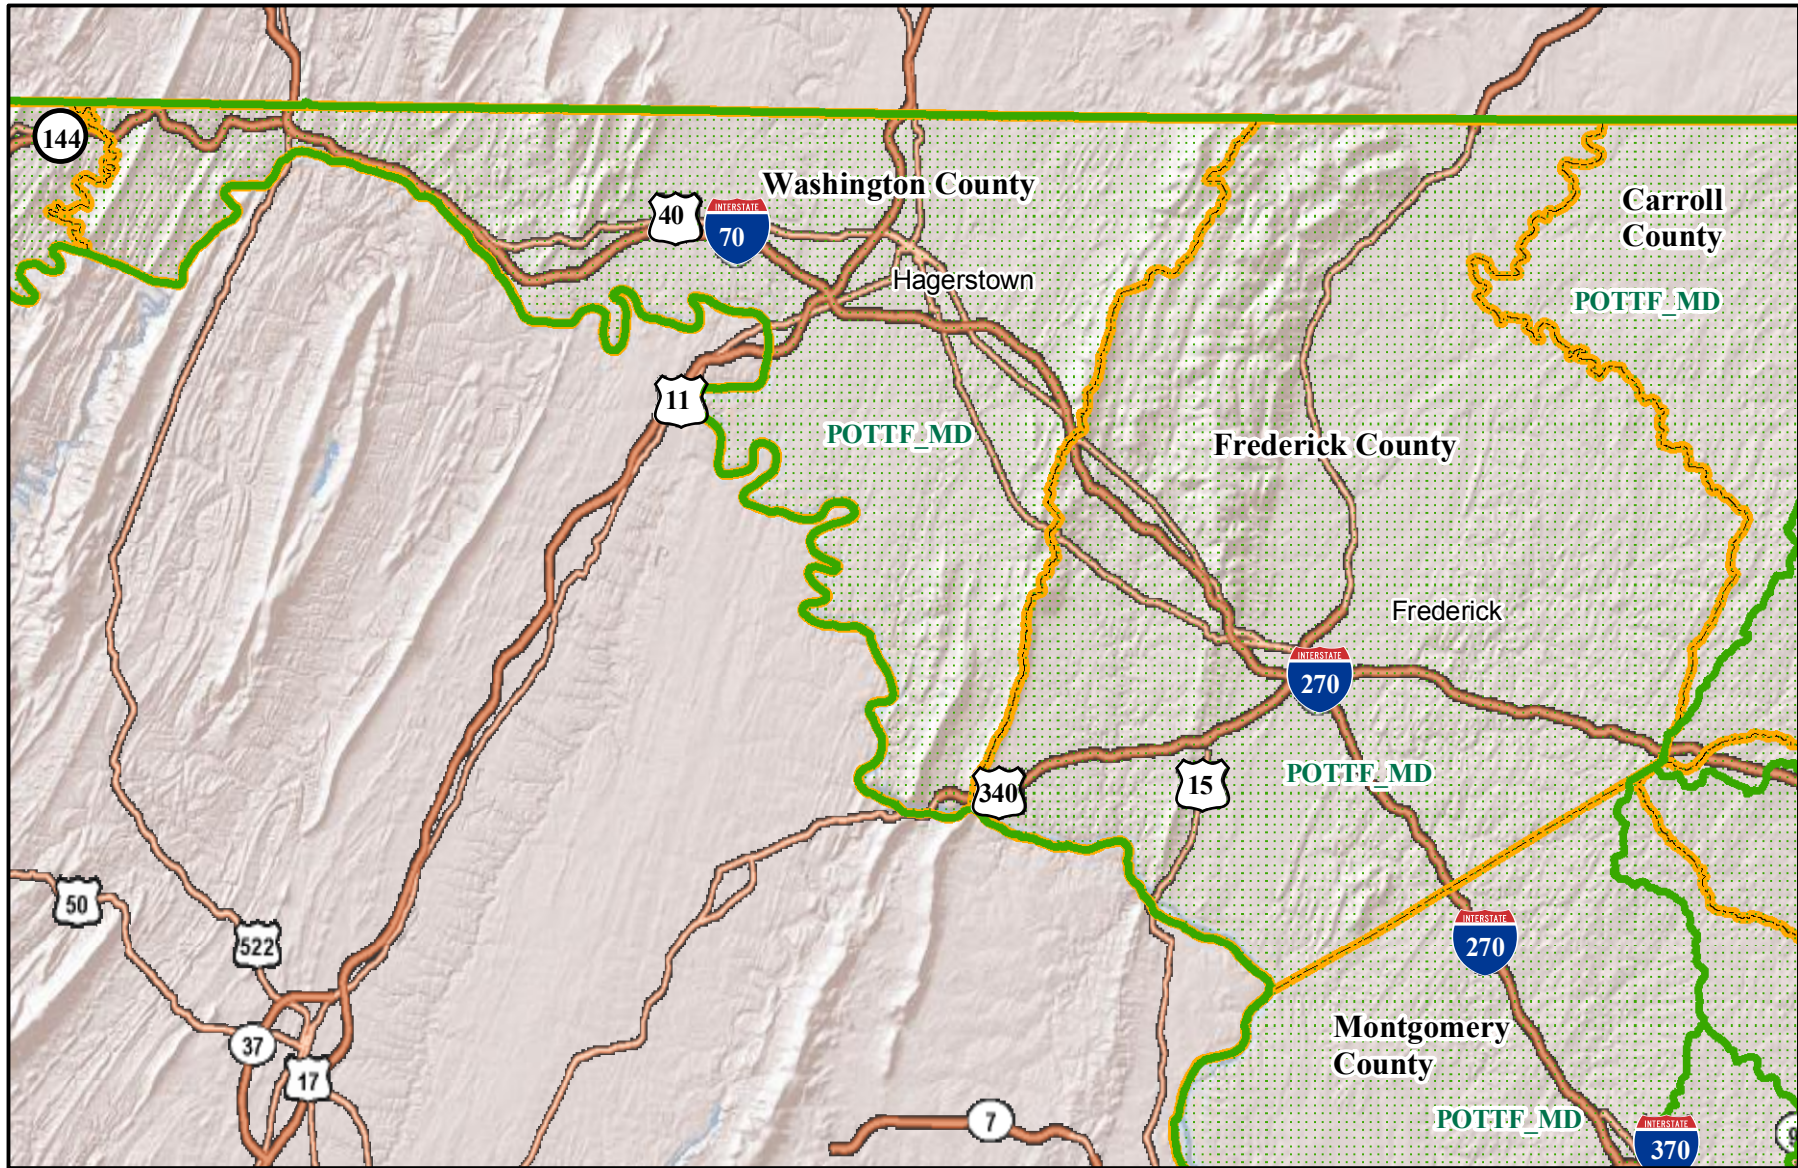 144
Washington County
INTERSTATE
40
70
Carroll
County
Hagerstown
POTTF_MD
11
POTTF_MD
Frederick County
Frederick
INTERSTATE
270
POTTF_MD
340
15
50
522
INTERSTATE
270
37
Montgomery
County
17
7
POTTF_MD
INTERSTATE
370